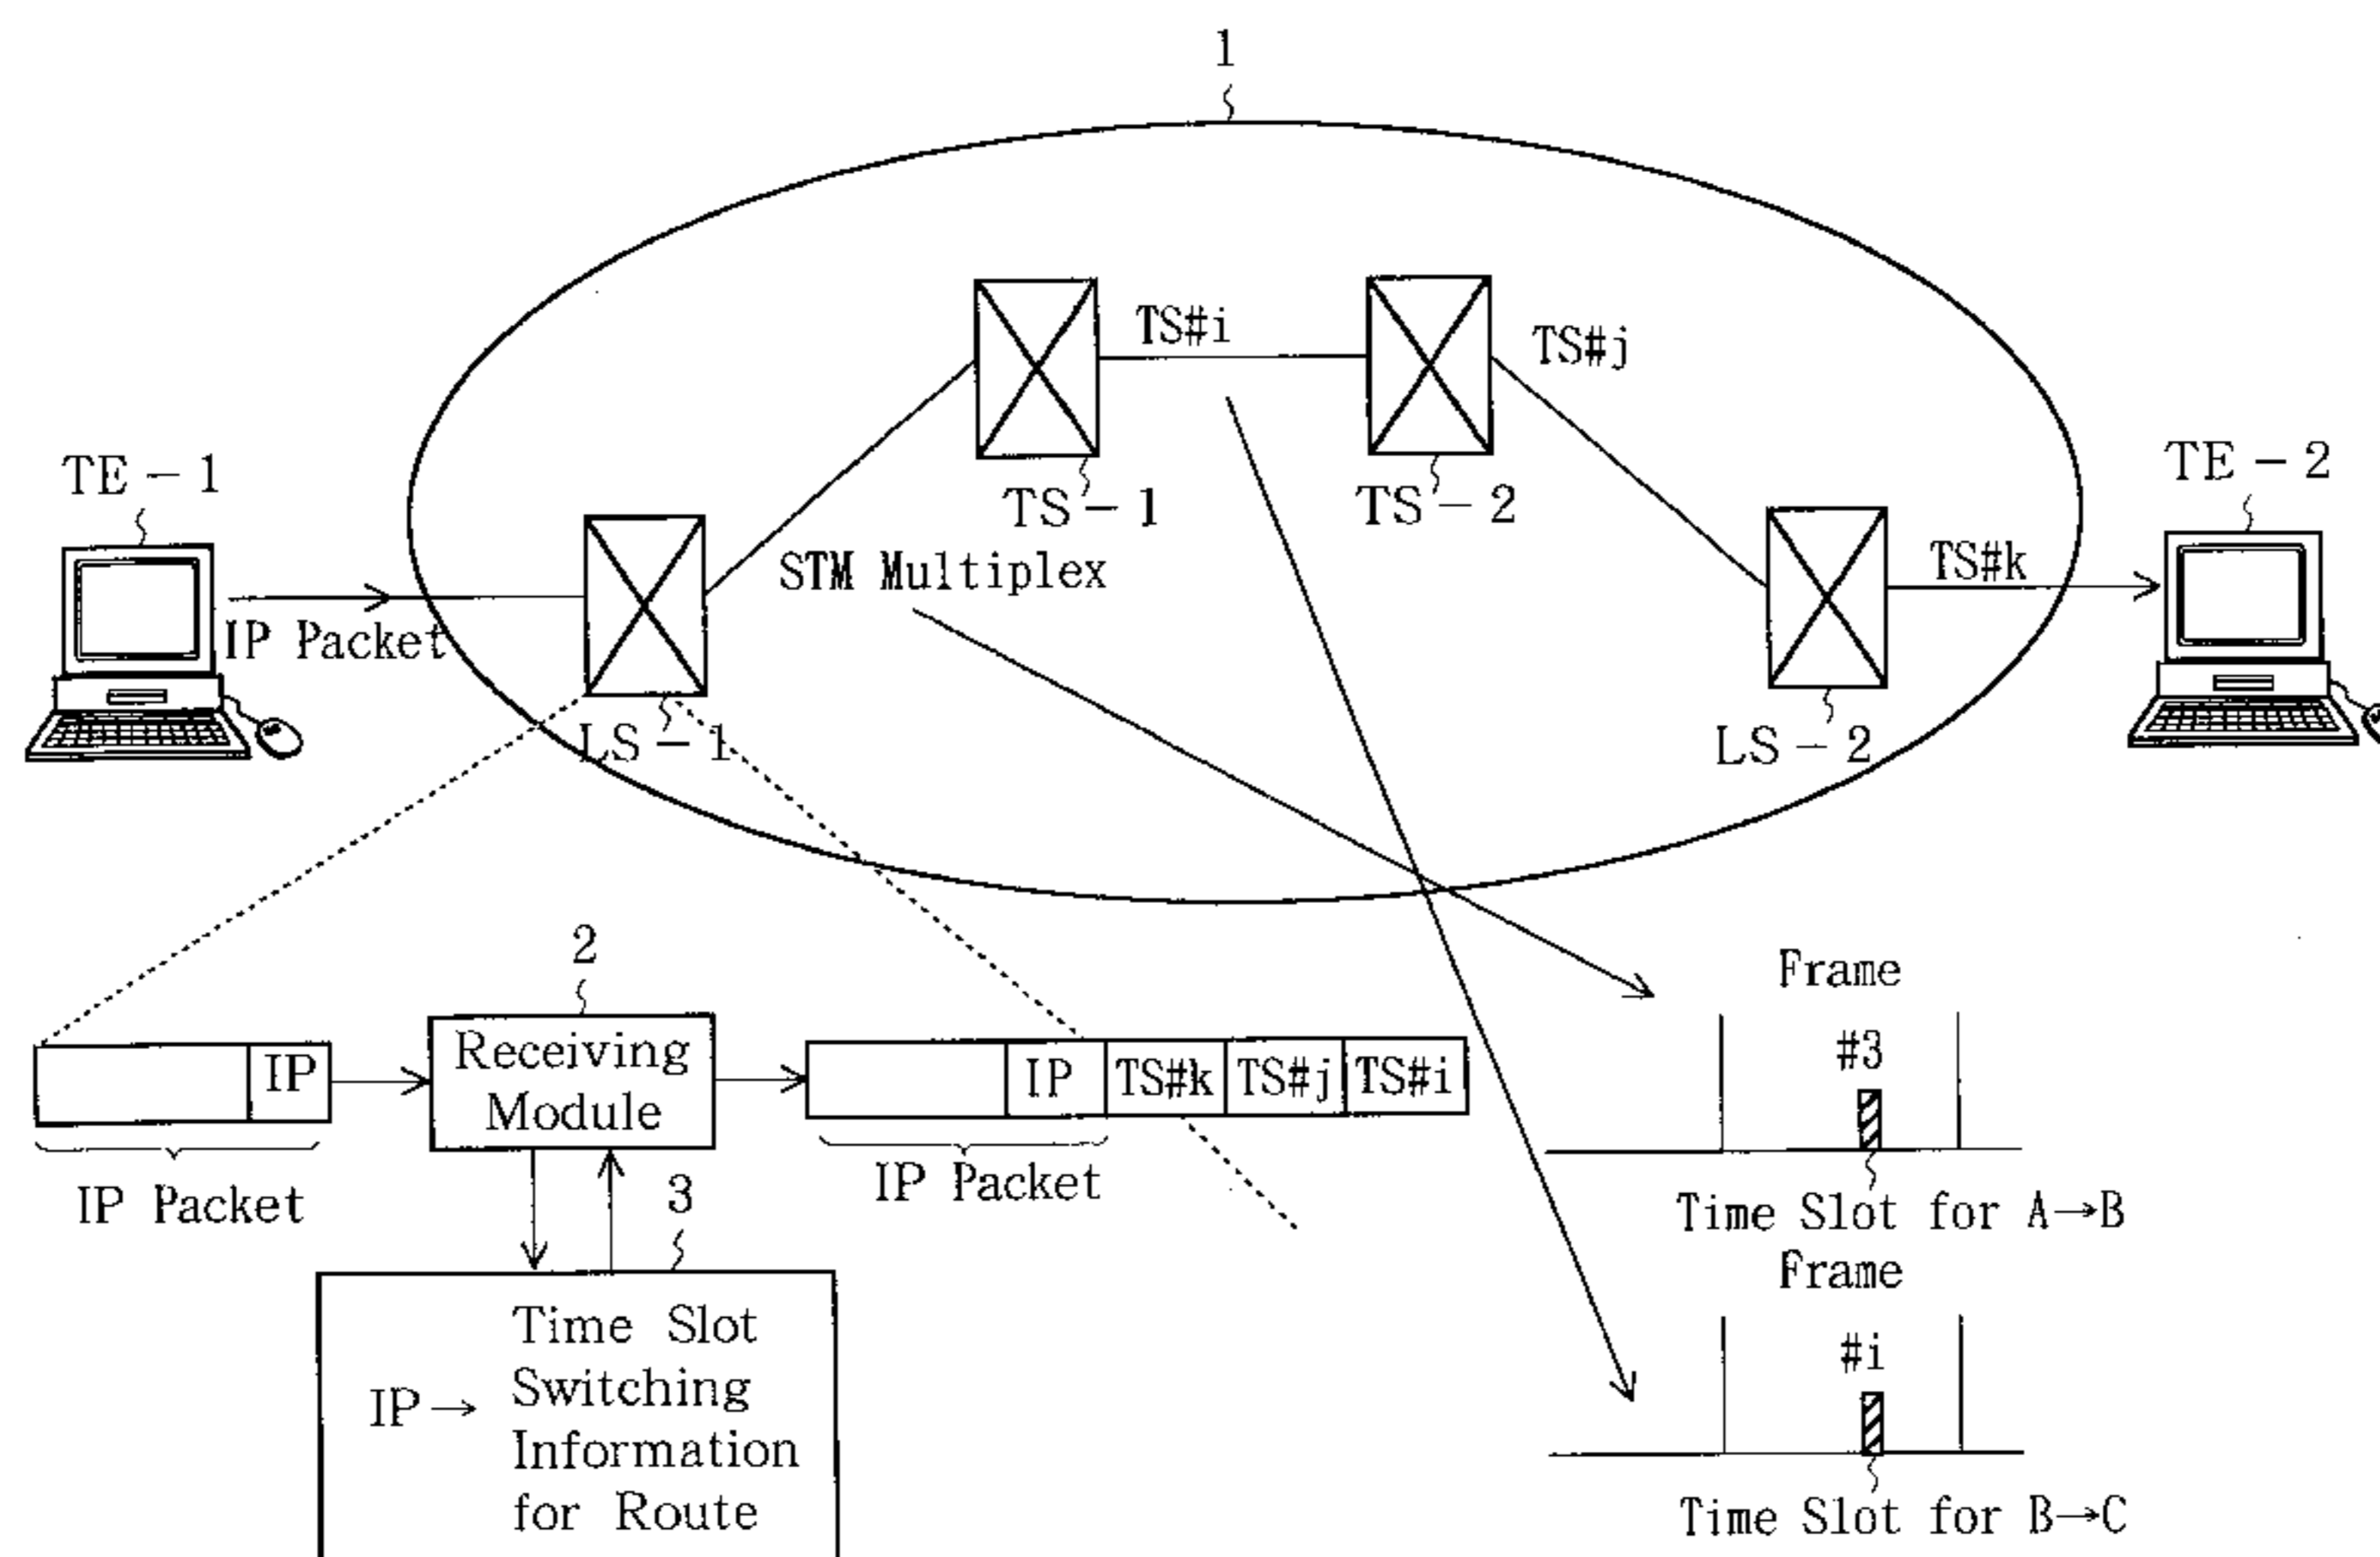 1
TS#i
TS#j
TE-1
TS-1
TS-2
TE-2
STM Multiplex
TS#k
IP Packet
LS-1
LS-2
2
Frame
Receiving
Module
IP
IP
TS#k
TS#j
TS#i
#3
IP Packet
IP Packet
3
Time Slot for A→B
Frame
IP→
Time Slot
Switching
Information
for Route
#i
Time Slot for B→C